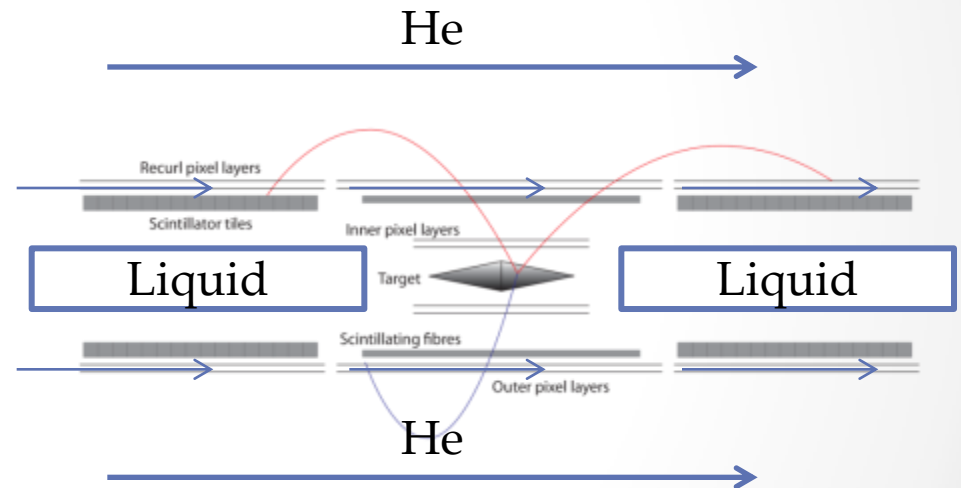 He
Recurl pixel layers
Scintillator tiles
Inner pixel layers
Liquid
Target
Liquid
Scintillating fibres
Outer pixel layers
He